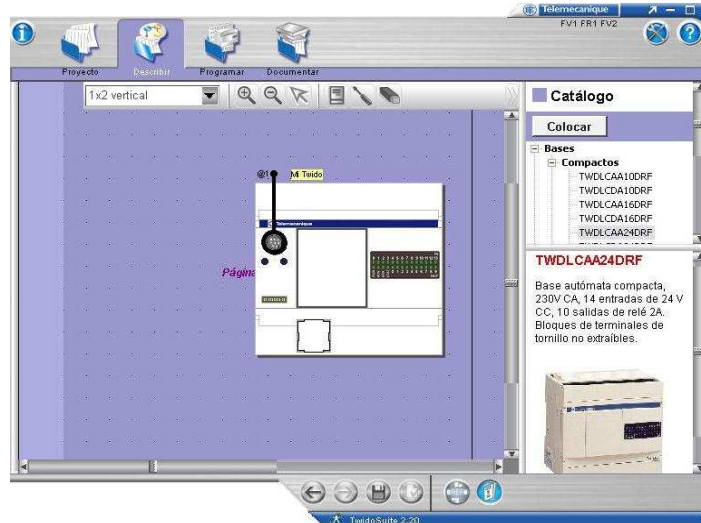 Telemecanique
FV1 FR1 FV2
Proyecto
Describir
Programar
Documentar
1x2 vertical
Catálogo
Colocar
Bases
Compactos
TWDLCAA10DRF
TWDLCDA10DRF
TWDLCAA16DRF
TWDLCDA16DRF
TWDLCAA24DRF
@1
Mi Twido
Telemecanique
Página
TWDLCAA24DRF
Base autómata compacta,
230V CA, 14 entradas de 24 V
CC, 10 salidas de relé 2A.
Bloques de terminales de
tornillo no extraíbles.
TwidoSuite 2.20